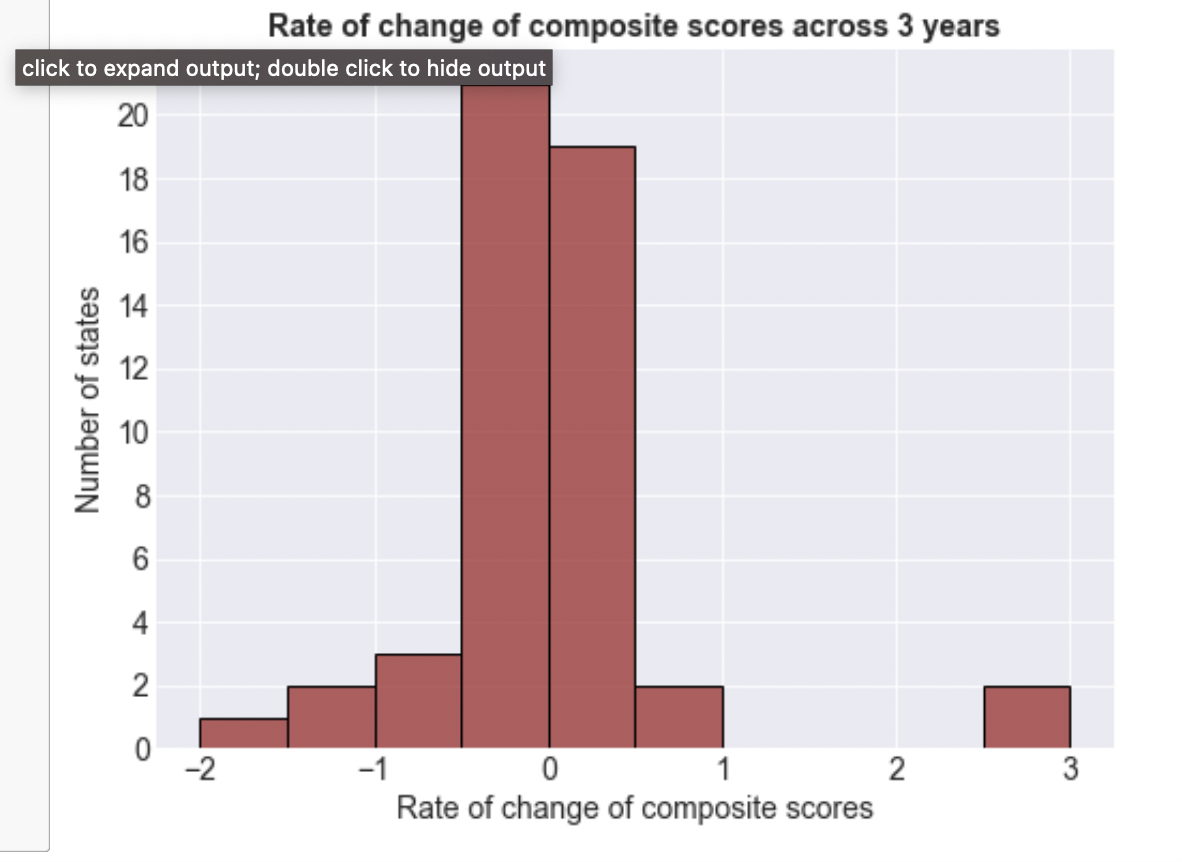 Rate of change of composite scores across 3 years
click to expand output; double click to hide output
20
18
16
14
12
10
8
6
4
2
0
Number of states
−2 −1 0 1 2 3
Rate of change of composite scores